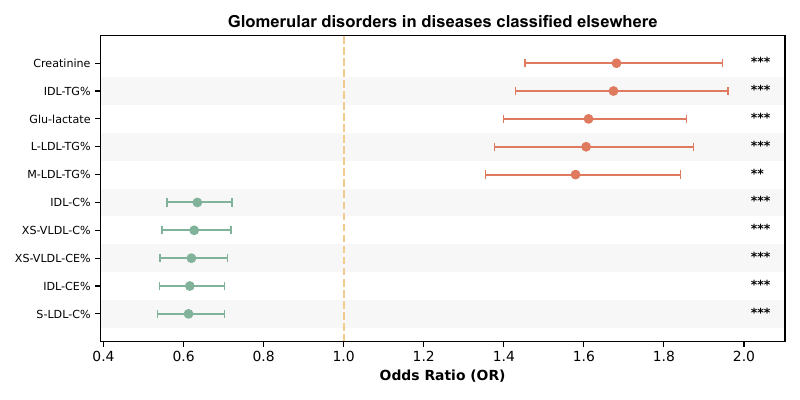 Glomerular disorders in diseases classified elsewhere
Creatinine ***
IDL-TG% ***
Glu-lactate ***
L-LDL-TG% ***
M-LDL-TG% **
IDL-C% ***
XS-VLDL-C% ***
XS-VLDL-CE% ***
IDL-CE% ***
S-LDL-C% ***
0.4 0.6 0.8 1.0 1.2 1.4 1.6 1.8 2.0
Odds Ratio (OR)